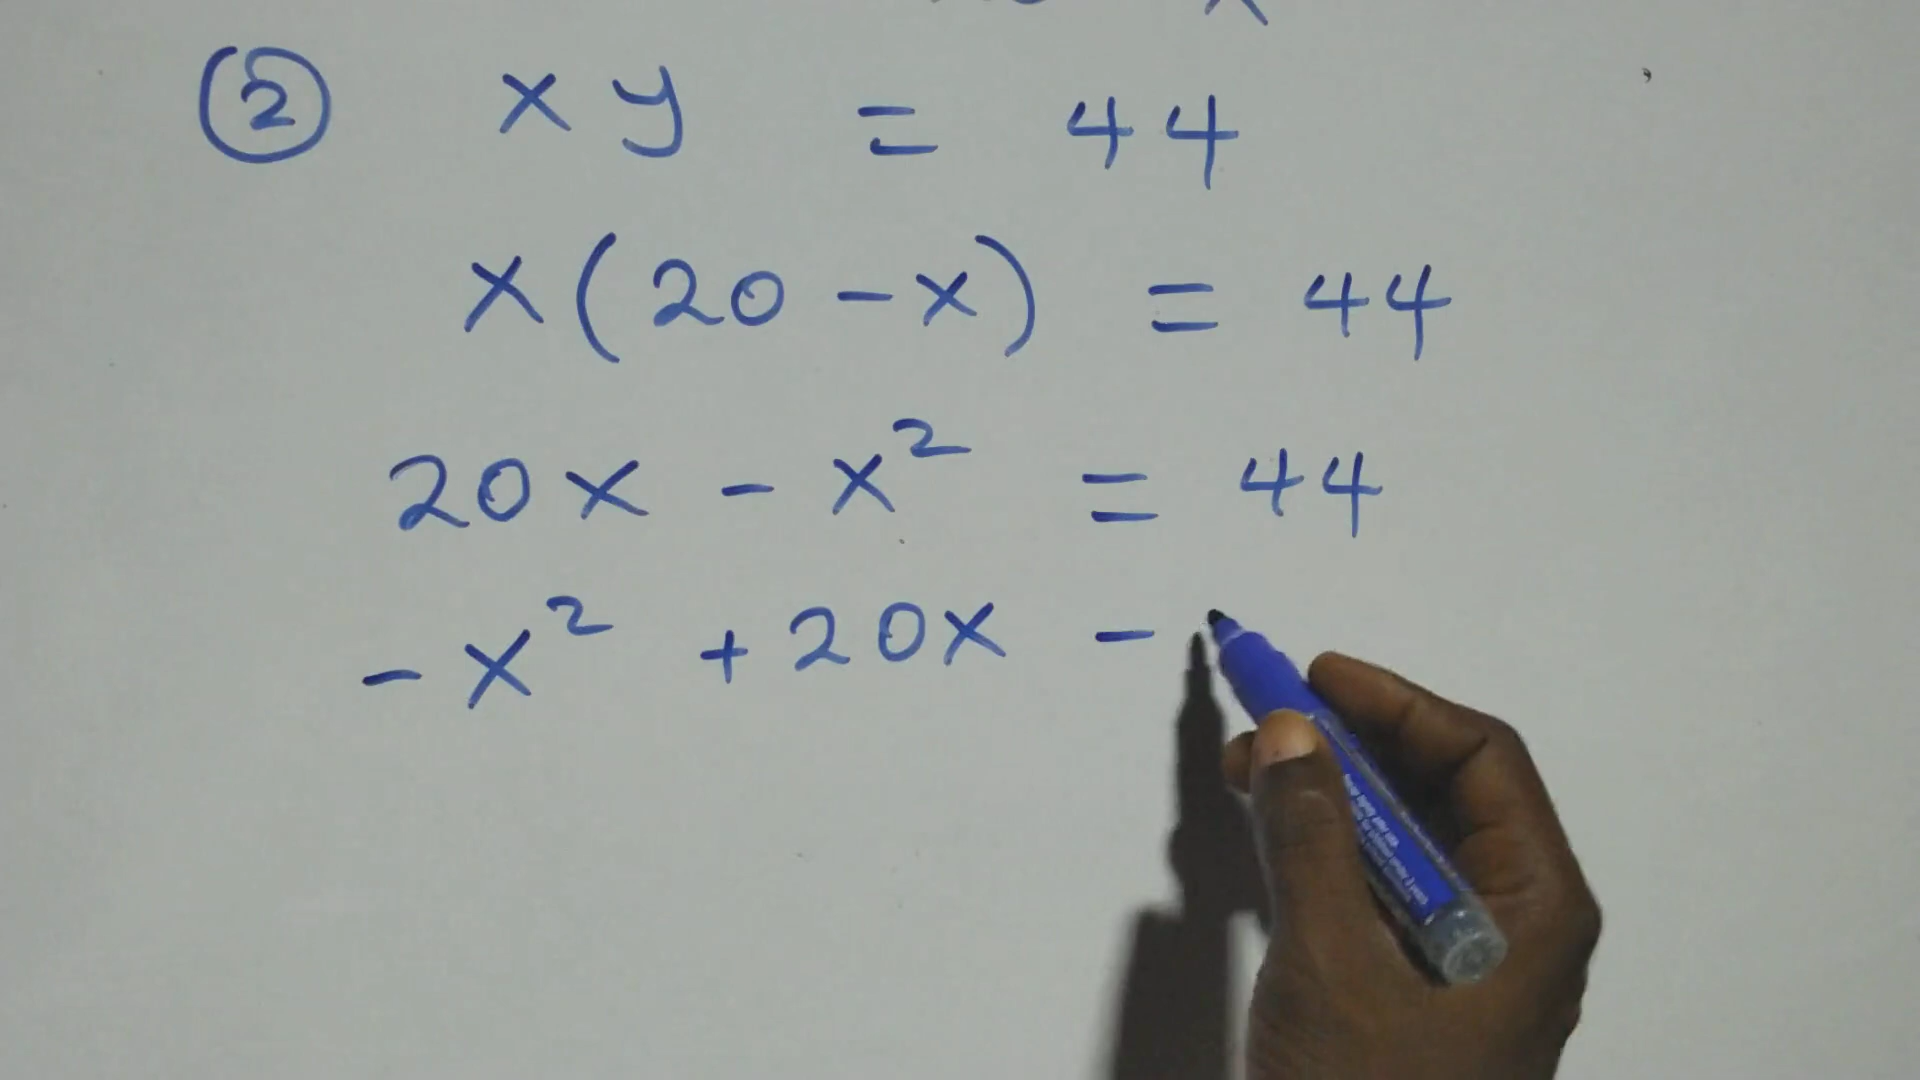 ② xy = 44
x(20 - x) = 44
20x - x² = 44
- x² + 20x -